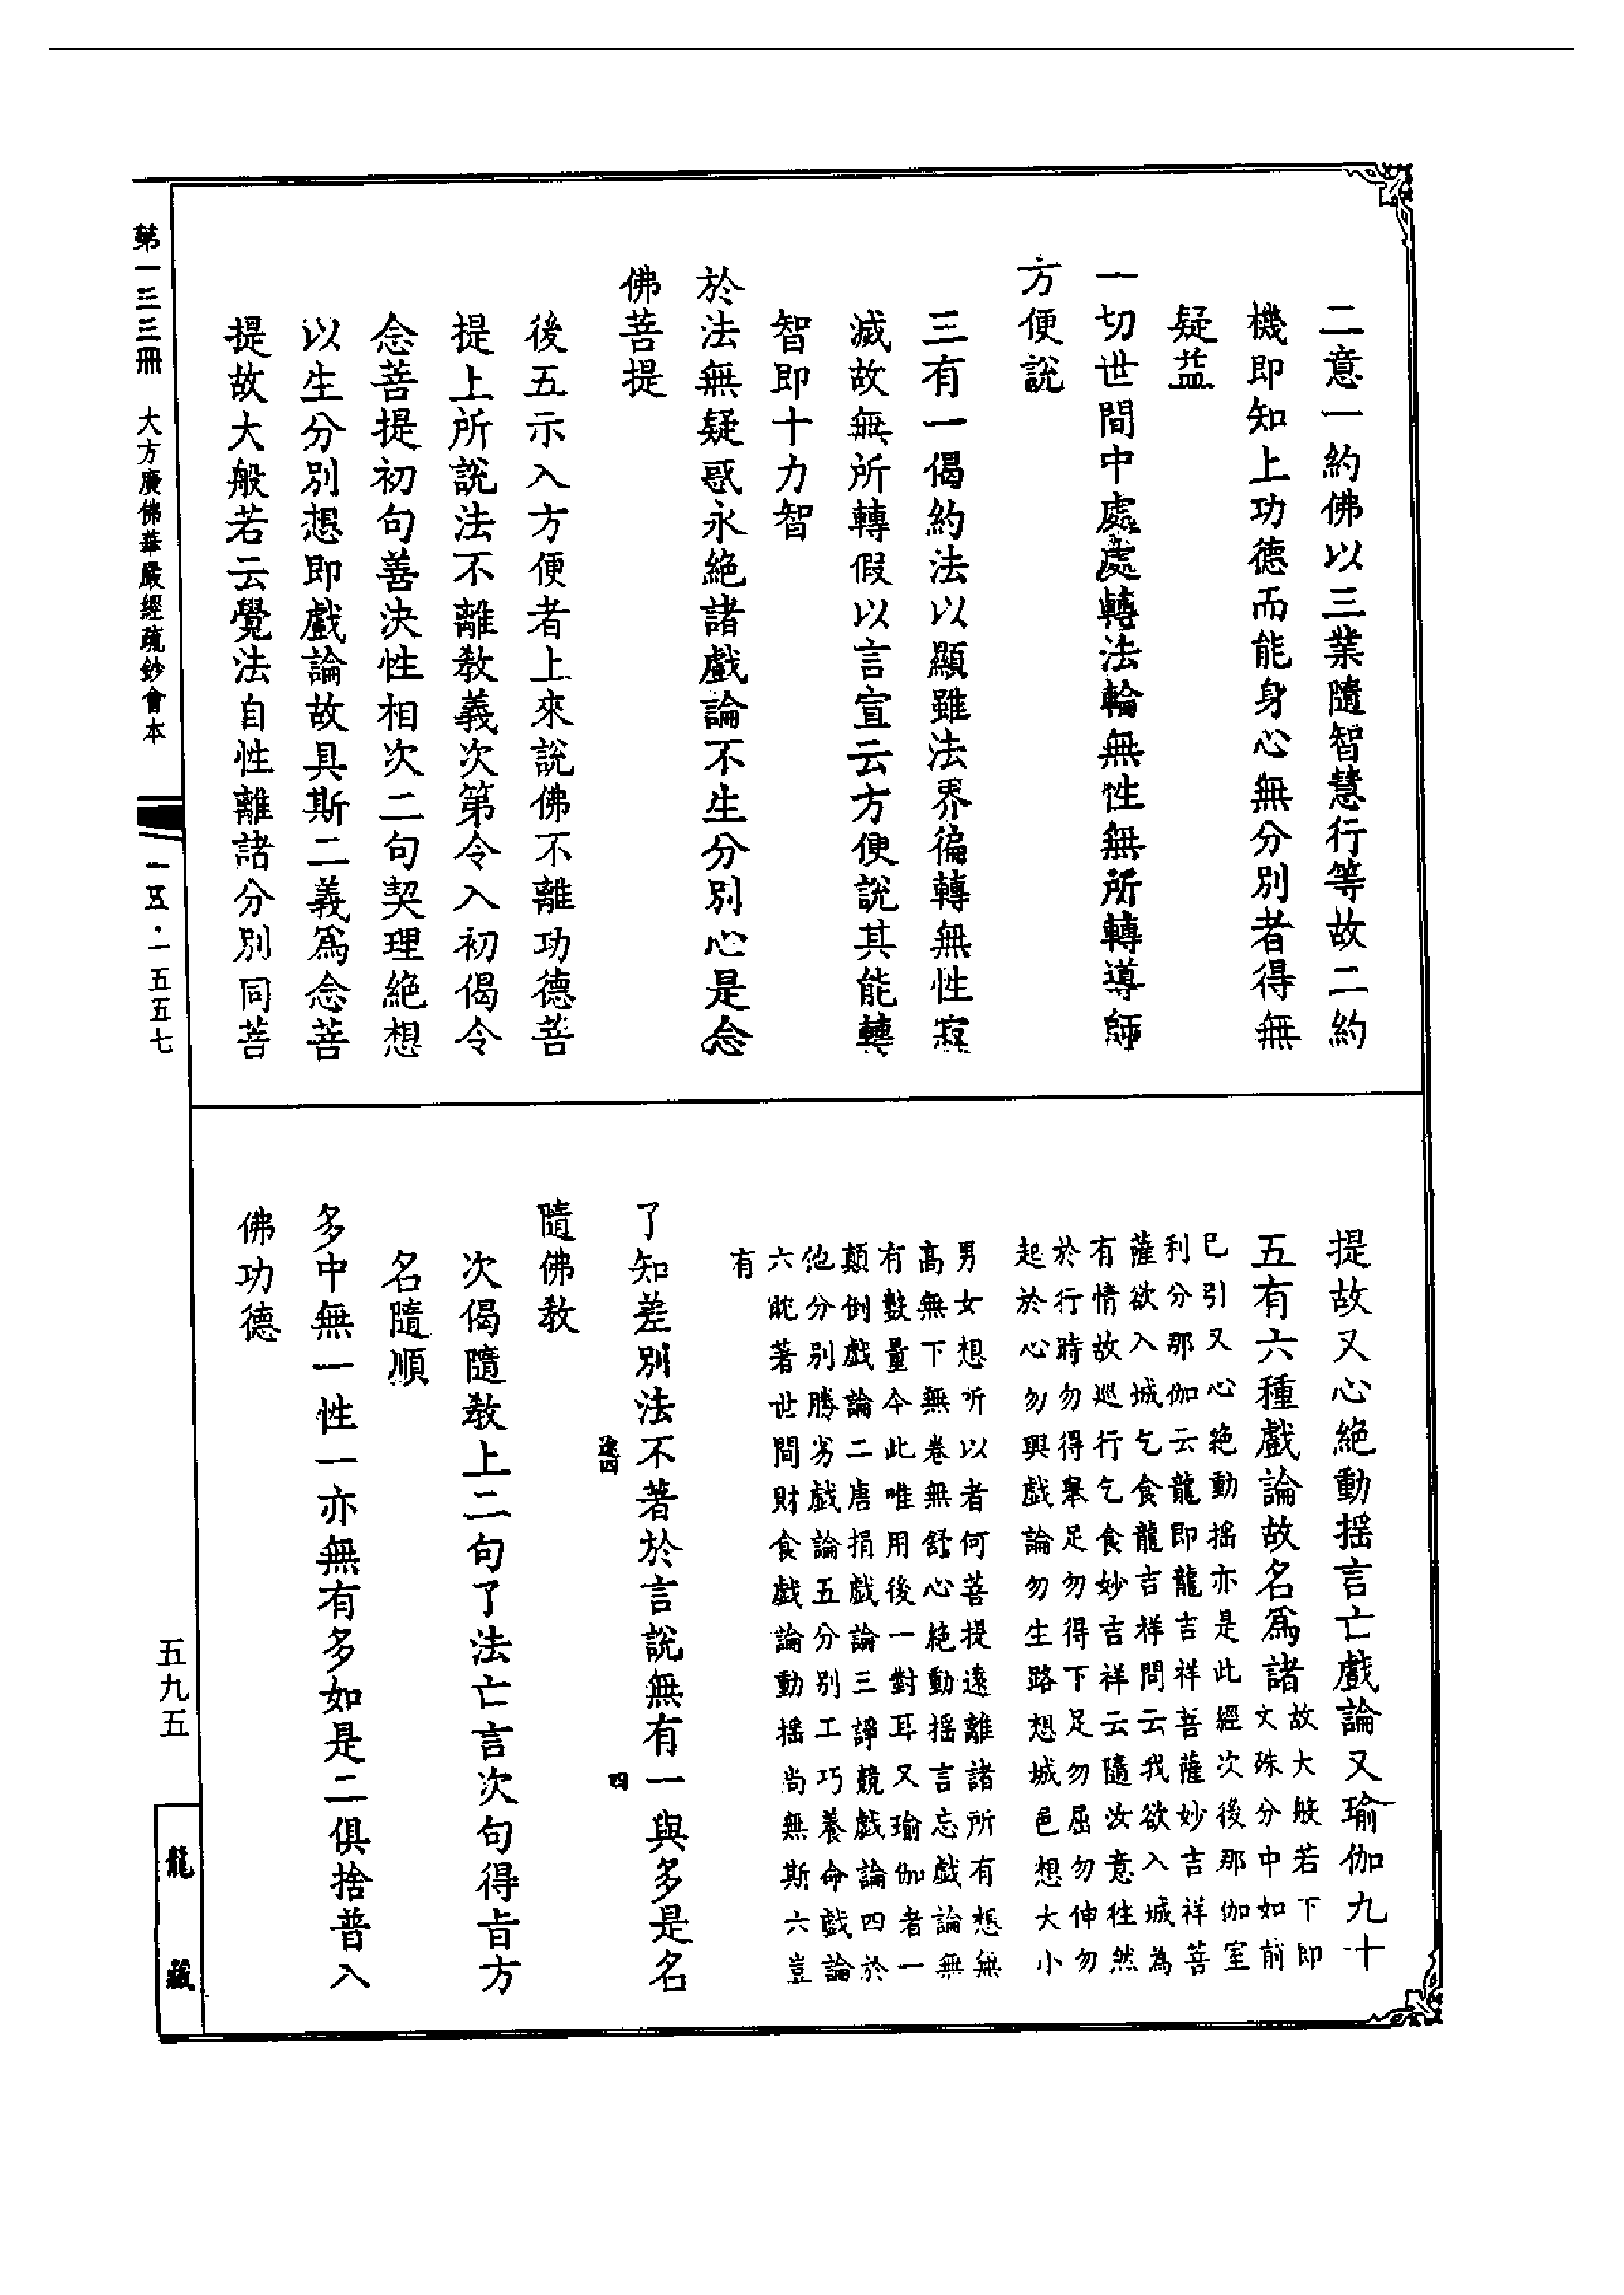 二意一約佛以三業隨智慧行等故二約
機即知上功德而能身心無分別者得無
疑益
一切世間中處處轉法輪無性無所轉導師
方便說
三有一偈約法以顯雖法界徧轉無性寂
滅故無所轉假以言宣云方便說其能轉
智即十力智
於法無疑惑永絕諸戲論不生分別心是念
佛菩提
後五示入方便者上來說佛不離功德菩
提上所說法不離教義次第令入初偈令
念菩提初句善決性相次二句契理絕想
以生分別想即戲論故具斯二義爲念菩
提故大般若云覺法自性離諸分別同菩
提故又心絕動搖言亡戲論又瑜伽九十
五有六種戲論故名爲諸
故大般若下即
文殊分中如前
已引又心絕動搖亦是此經次後那伽室
利分那伽云龍即龍吉祥菩薩妙吉祥菩
薩欲入城乞食龍吉祥問云我欲入城為
有情故巡行乞食妙吉祥云隨汝意往然
於行時勿得舉足勿得下足勿屈勿伸勿
起於心勿興戲論勿生路想城邑想大小
男女想所以者何菩提遠離諸所有想無
高無下無卷無舒心絕動搖言忘戲論無
有數量今此唯用後一對耳又瑜伽者一
顛倒戲論二唐捐戲論三諍競戲論四於
他分別勝劣戲論五分別工巧養命戲論
六眈著世間財食戲論動搖尚無斯六豈
有
了知差別法不著於言說無有一與多是名
四
隨佛教
次偈隨教上二句了法亡言次句得旨方
名隨順
多中無一性一亦無有多如是二俱捨普入
佛功德
第一三三冊 大方廣佛華嚴經疏鈔會本
一五·一五五七
五九五
龍藏